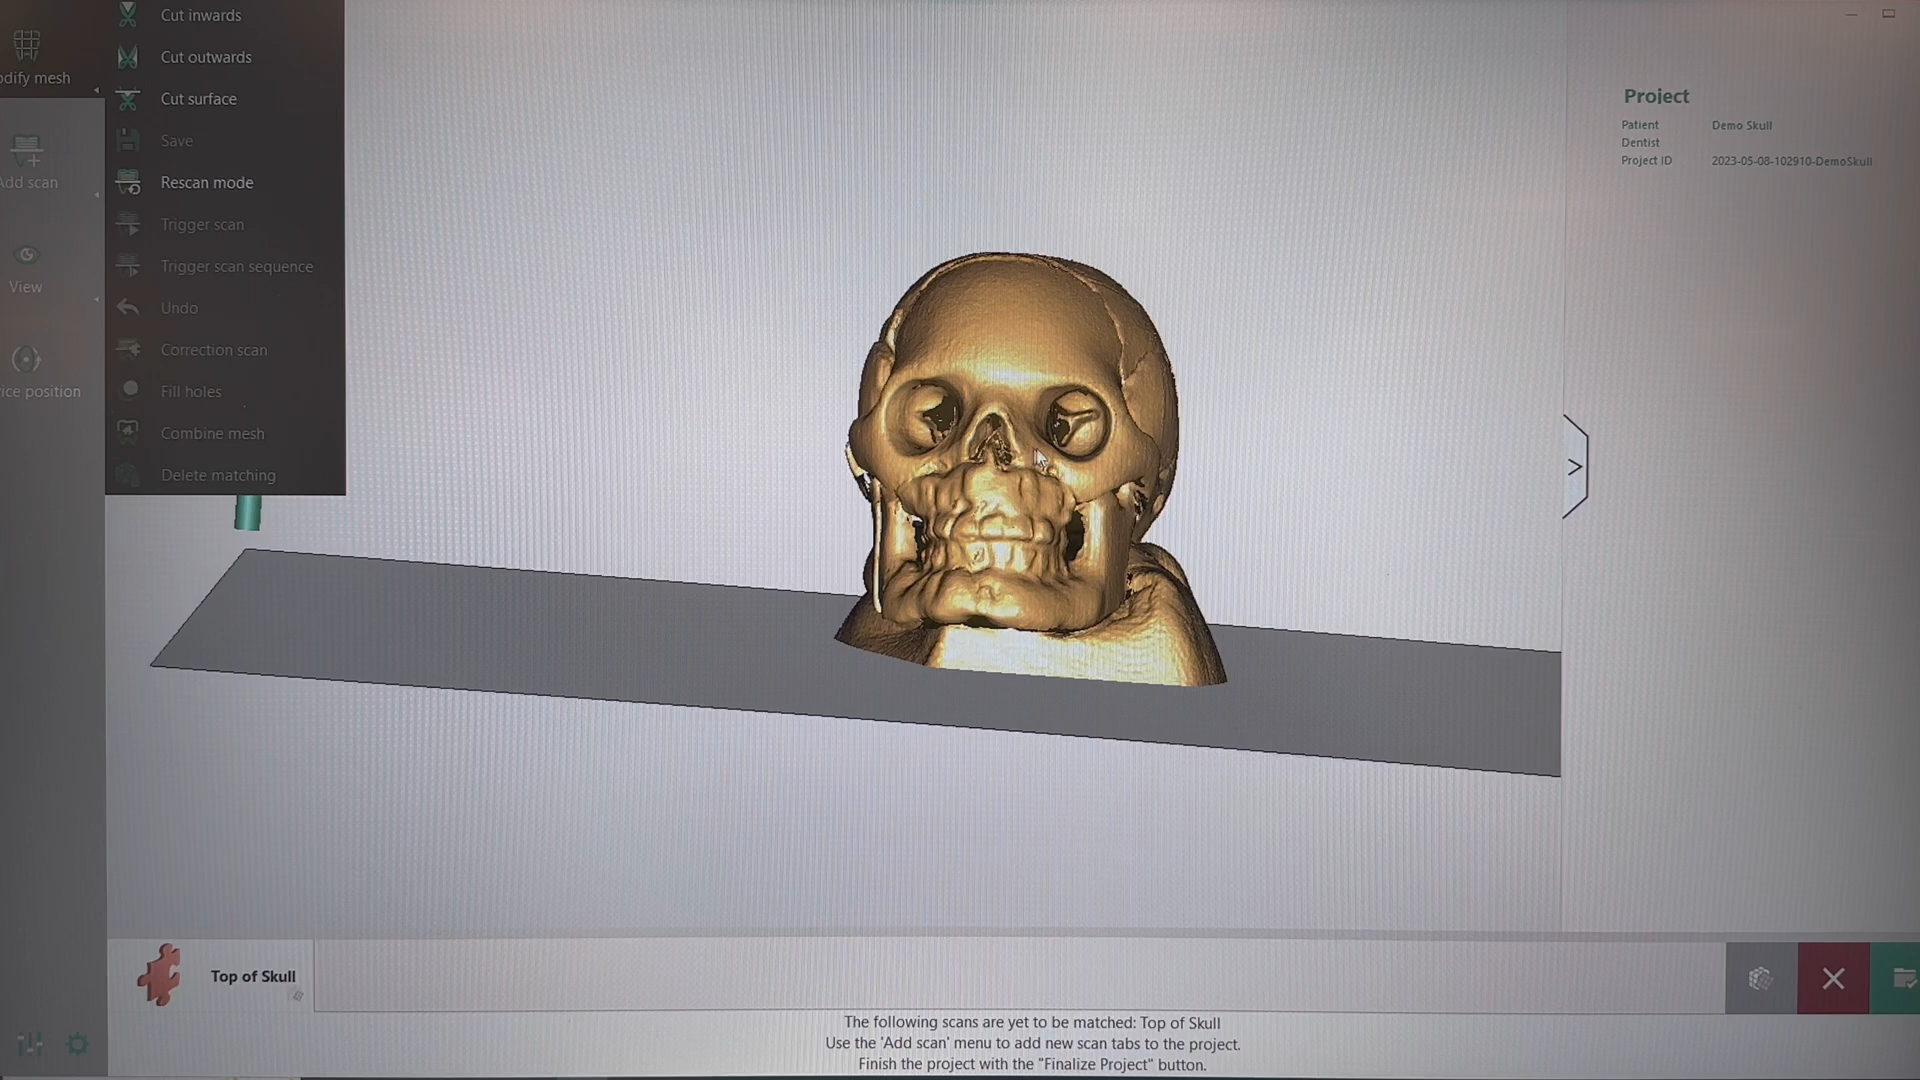 Cut inwards
Cut outwards
Cut surface
Save
Rescan mode
Trigger scan
Trigger scan sequence
Undo
Correction scan
Fill holes
Combine mesh
Delete matching
odify mesh
Add scan
View
ice position
Project
Patient Demo Skull
Dentist
Project ID 2023-05-08-102910-DemoSkull
Top of Skull
The following scans are yet to be matched: Top of Skull
Use the 'Add scan' menu to add new scan tabs to the project.
Finish the project with the "Finalize Project" button.